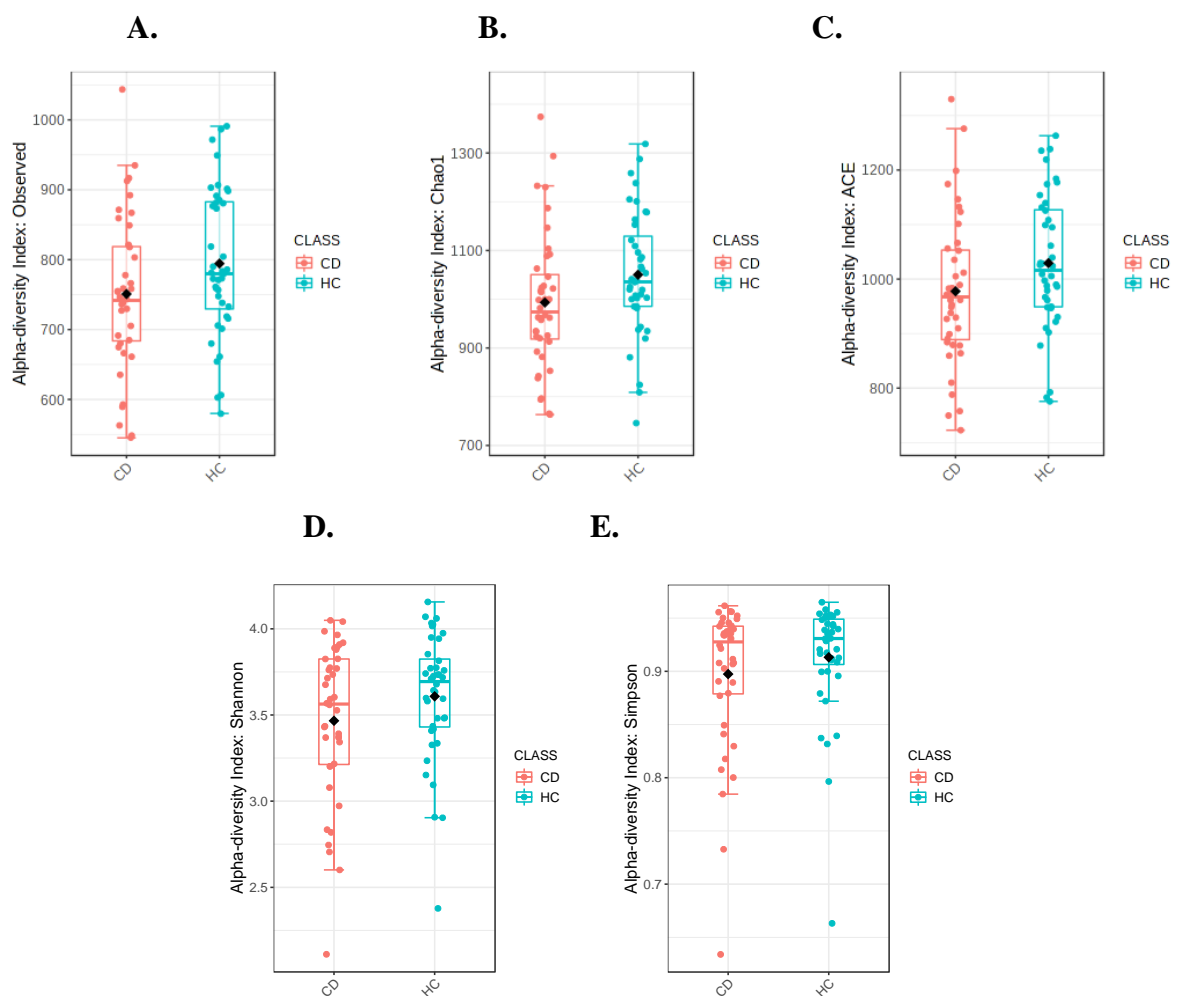 A.
B.
C.
Alpha-diversity Index: Observed
1000
900
800
700
600
CD
HC
CLASS
CD
HC
Alpha-diversity Index: Chao1
1300
1100
900
700
CD
HC
CLASS
CD
HC
Alpha-diversity Index: ACE
1200
1000
800
CD
HC
CLASS
CD
HC
D.
E.
Alpha-diversity Index: Shannon
4.0
3.5
3.0
2.5
CD
HC
CLASS
CD
HC
Alpha-diversity Index: Simpson
0.9
0.8
0.7
CD
HC
CLASS
CD
HC